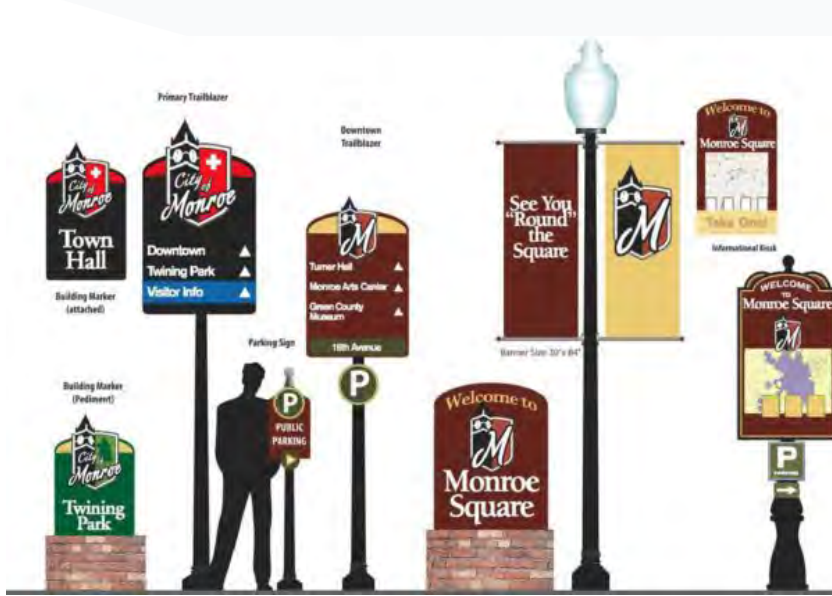 Primary Trailblazer
City of
Monroe
Downtown
Twining Park
Visitor Info
City of
Monroe
Town
Hall
Building Marker
(attached)
Building Marker
(Pediment)
City of
Monroe
Twining
Park
Parking Sign
P
PUBLIC
PARKING
Downtown
Trailblazer
M
Turner Hall
Monroe Arts Center
Green County
Museum
16th Avenue
P
See You
"Round"
the
Square
M
Banner Size 30"x 84"
Welcome to
M
Monroe
Square
Welcome to
Monroe Square
Take One!
Informational Kiosk
WELCOME
TO
Monroe Square
P
PARKING